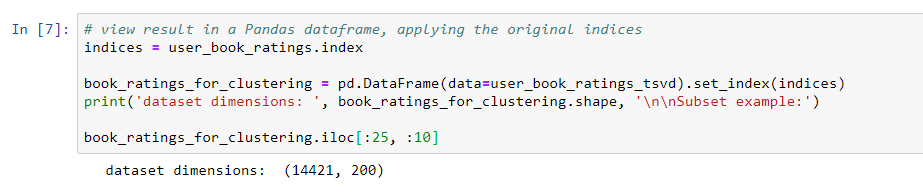 In [7]: # view result in a Pandas dataframe, applying the original indices
indices = user_book_ratings.index
book_ratings_for_clustering = pd.DataFrame(data=user_book_ratings_tsvd).set_index(indices)
print('dataset dimensions: ', book_ratings_for_clustering.shape, '\n\nSubset example:')
book_ratings_for_clustering.iloc[:25, :10]
dataset dimensions:  (14421, 200)